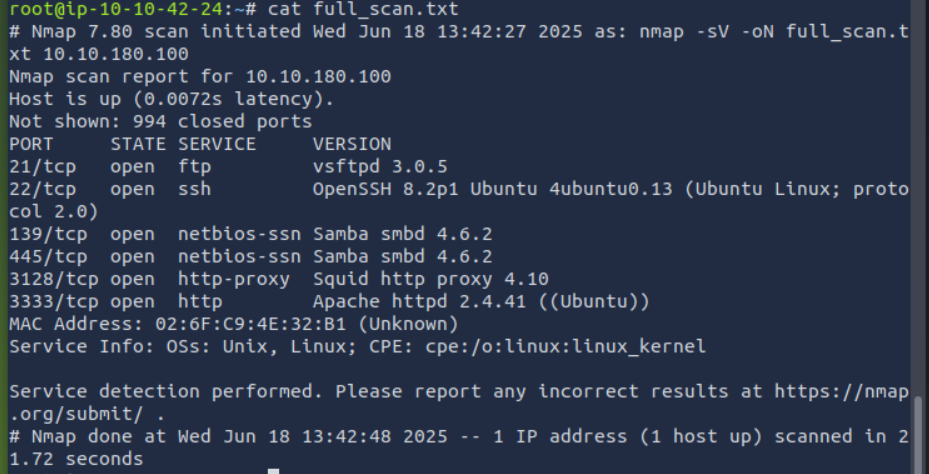 root@ip-10-10-42-24:~# cat full_scan.txt
# Nmap 7.80 scan initiated Wed Jun 18 13:42:27 2025 as: nmap -sV -oN full_scan.t
xt 10.10.180.100
Nmap scan report for 10.10.180.100
Host is up (0.0072s latency).
Not shown: 994 closed ports
PORT     STATE SERVICE     VERSION
21/tcp   open  ftp         vsftpd 3.0.5
22/tcp   open  ssh         OpenSSH 8.2p1 Ubuntu 4ubuntu0.13 (Ubuntu Linux; proto
col 2.0)
139/tcp  open  netbios-ssn Samba smbd 4.6.2
445/tcp  open  netbios-ssn Samba smbd 4.6.2
3128/tcp open  http-proxy  Squid http proxy 4.10
3333/tcp open  http        Apache httpd 2.4.41 ((Ubuntu))
MAC Address: 02:6F:C9:4E:32:B1 (Unknown)
Service Info: OSs: Unix, Linux; CPE: cpe:/o:linux:linux_kernel

Service detection performed. Please report any incorrect results at https://nmap
.org/submit/ .
# Nmap done at Wed Jun 18 13:42:48 2025 -- 1 IP address (1 host up) scanned in 2
1.72 seconds